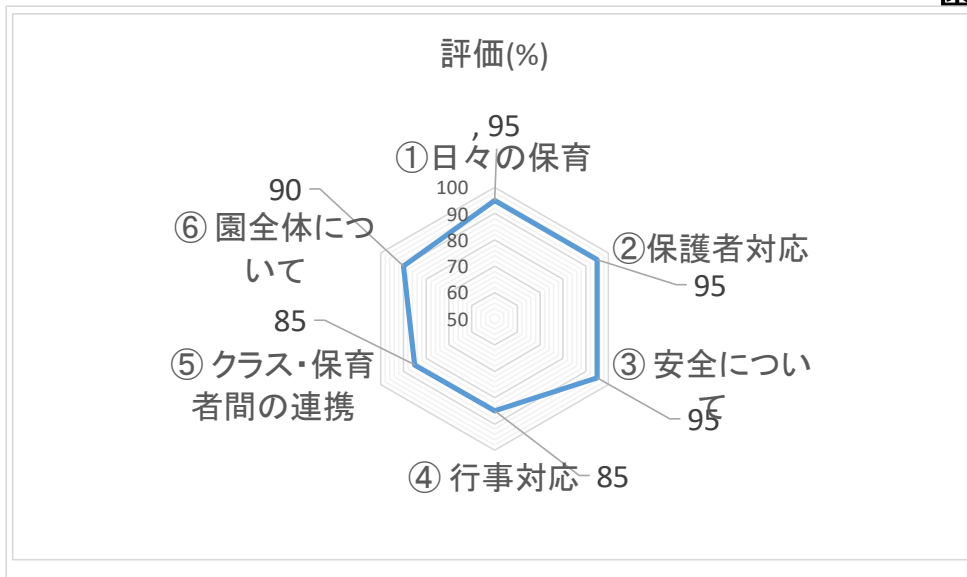 評価(%)
, 95
①日々の保育
90
⑥ 園全体につ
いて
100
90
80
70
60
50
②保護者対応
95
85
⑤ クラス・保育
者間の連携
③ 安全につい
て
95
④ 行事対応
85